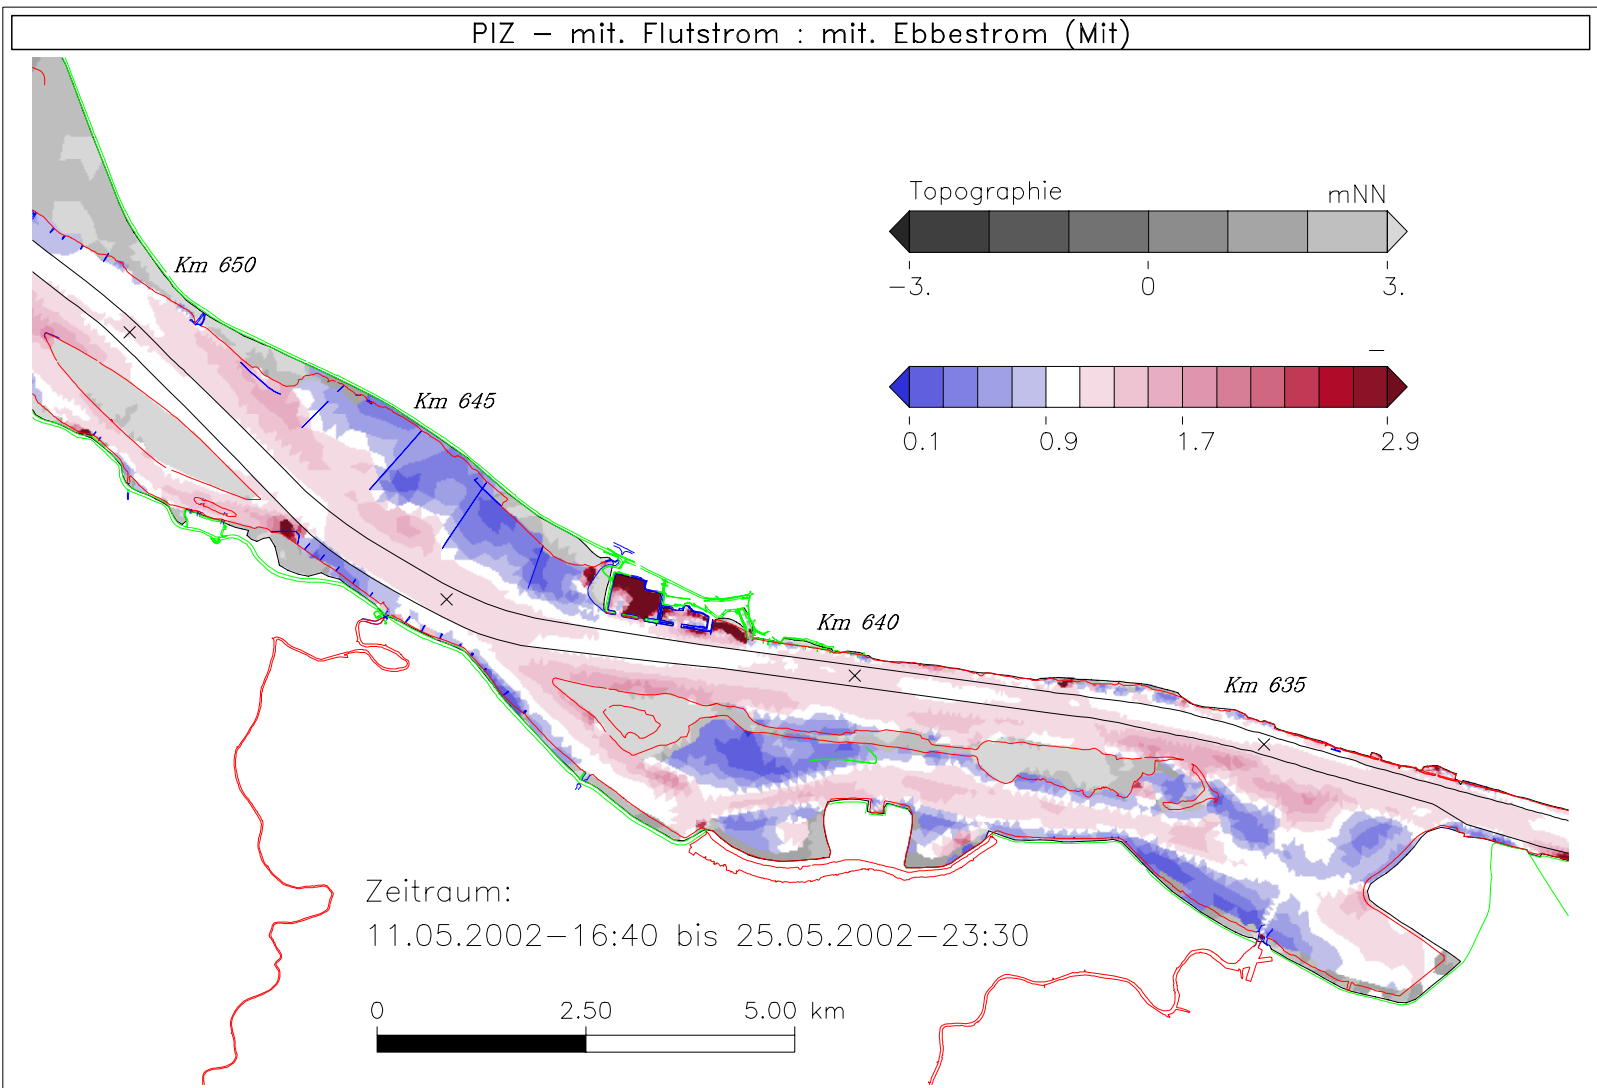 PIZ – mit. Flutstrom : mit. Ebbestrom (Mit)
Topographie mNN
−3. 0 3.
Km 650
–
0.1 0.9 1.7 2.9
Km 645
Km 640
Km 635
Zeitraum:
11.05.2002−16:40 bis 25.05.2002−23:30
0 2.50 5.00 km